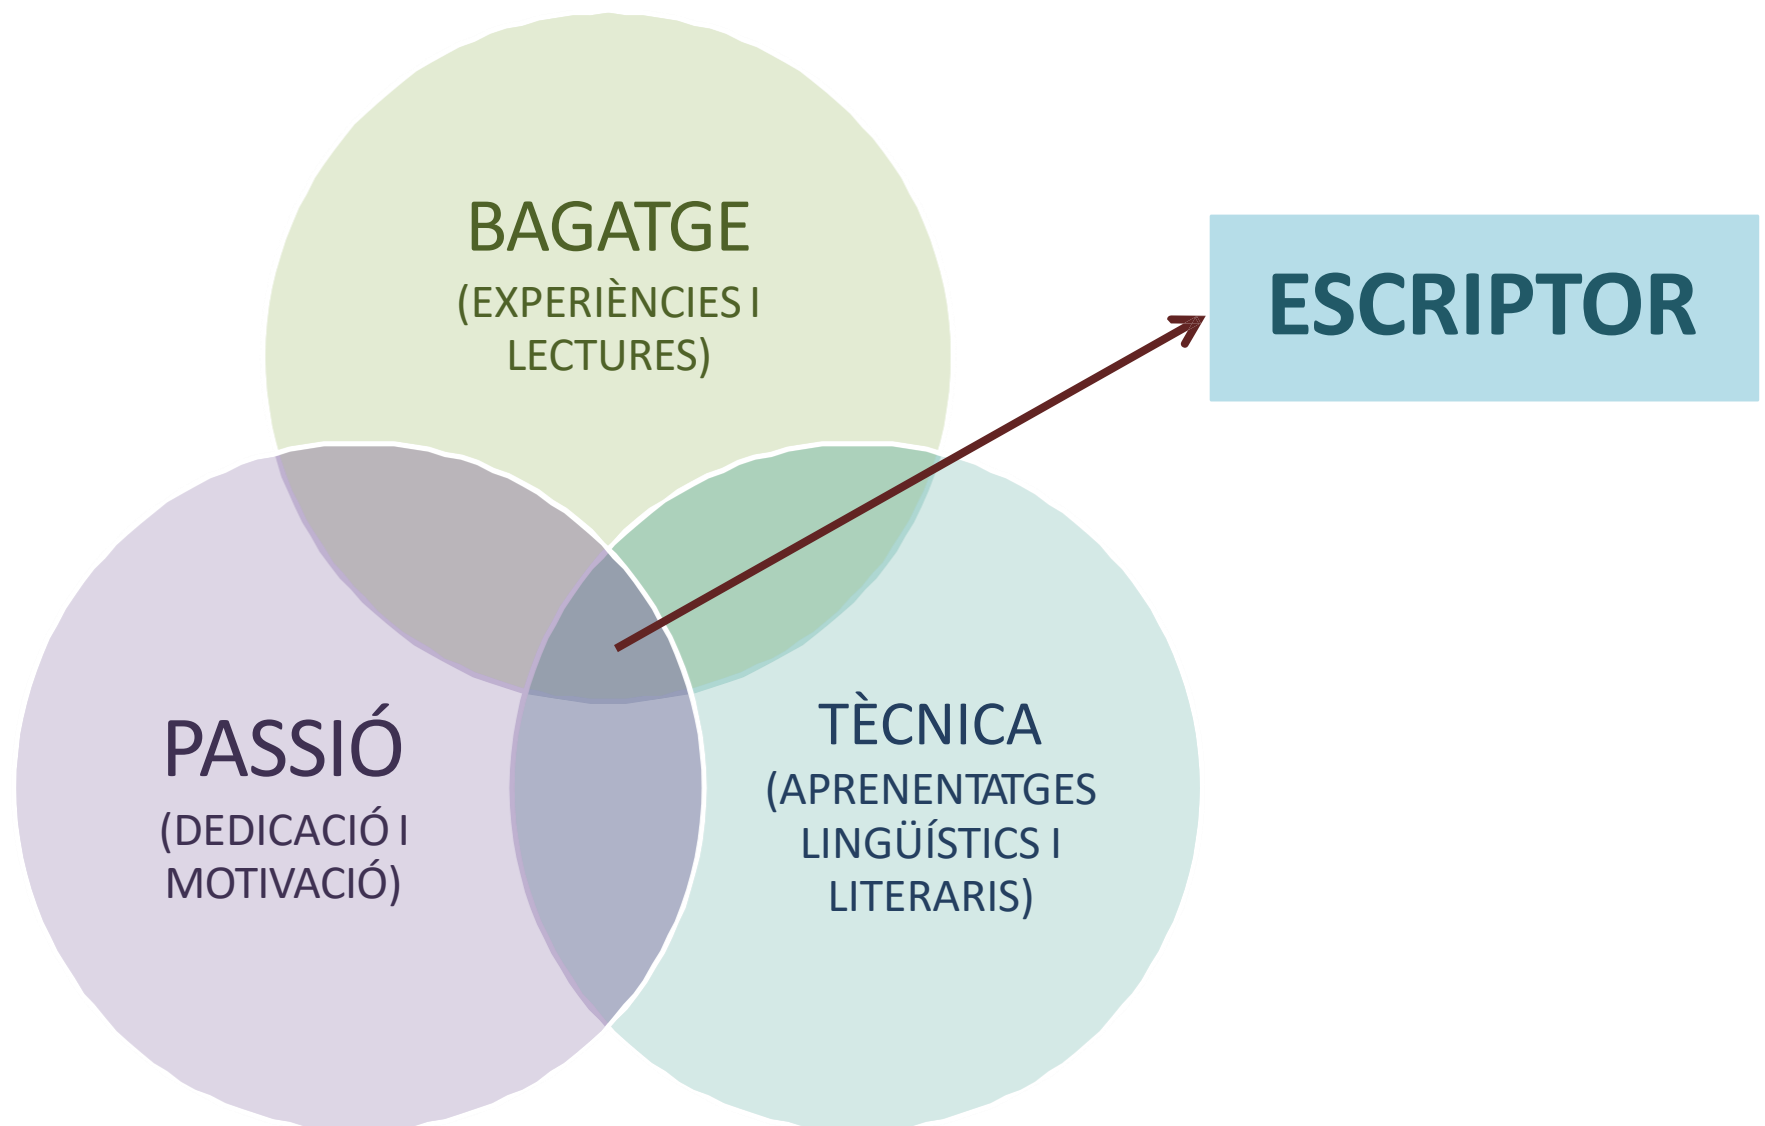 BAGATGE
(EXPERIÈNCIES I
LECTURES)
ESCRIPTOR
PASSIÓ
(DEDICACIÓ I
MOTIVACIÓ)
TÈCNICA
(APRENENTATGES
LINGÜÍSTICS I
LITERARIS)